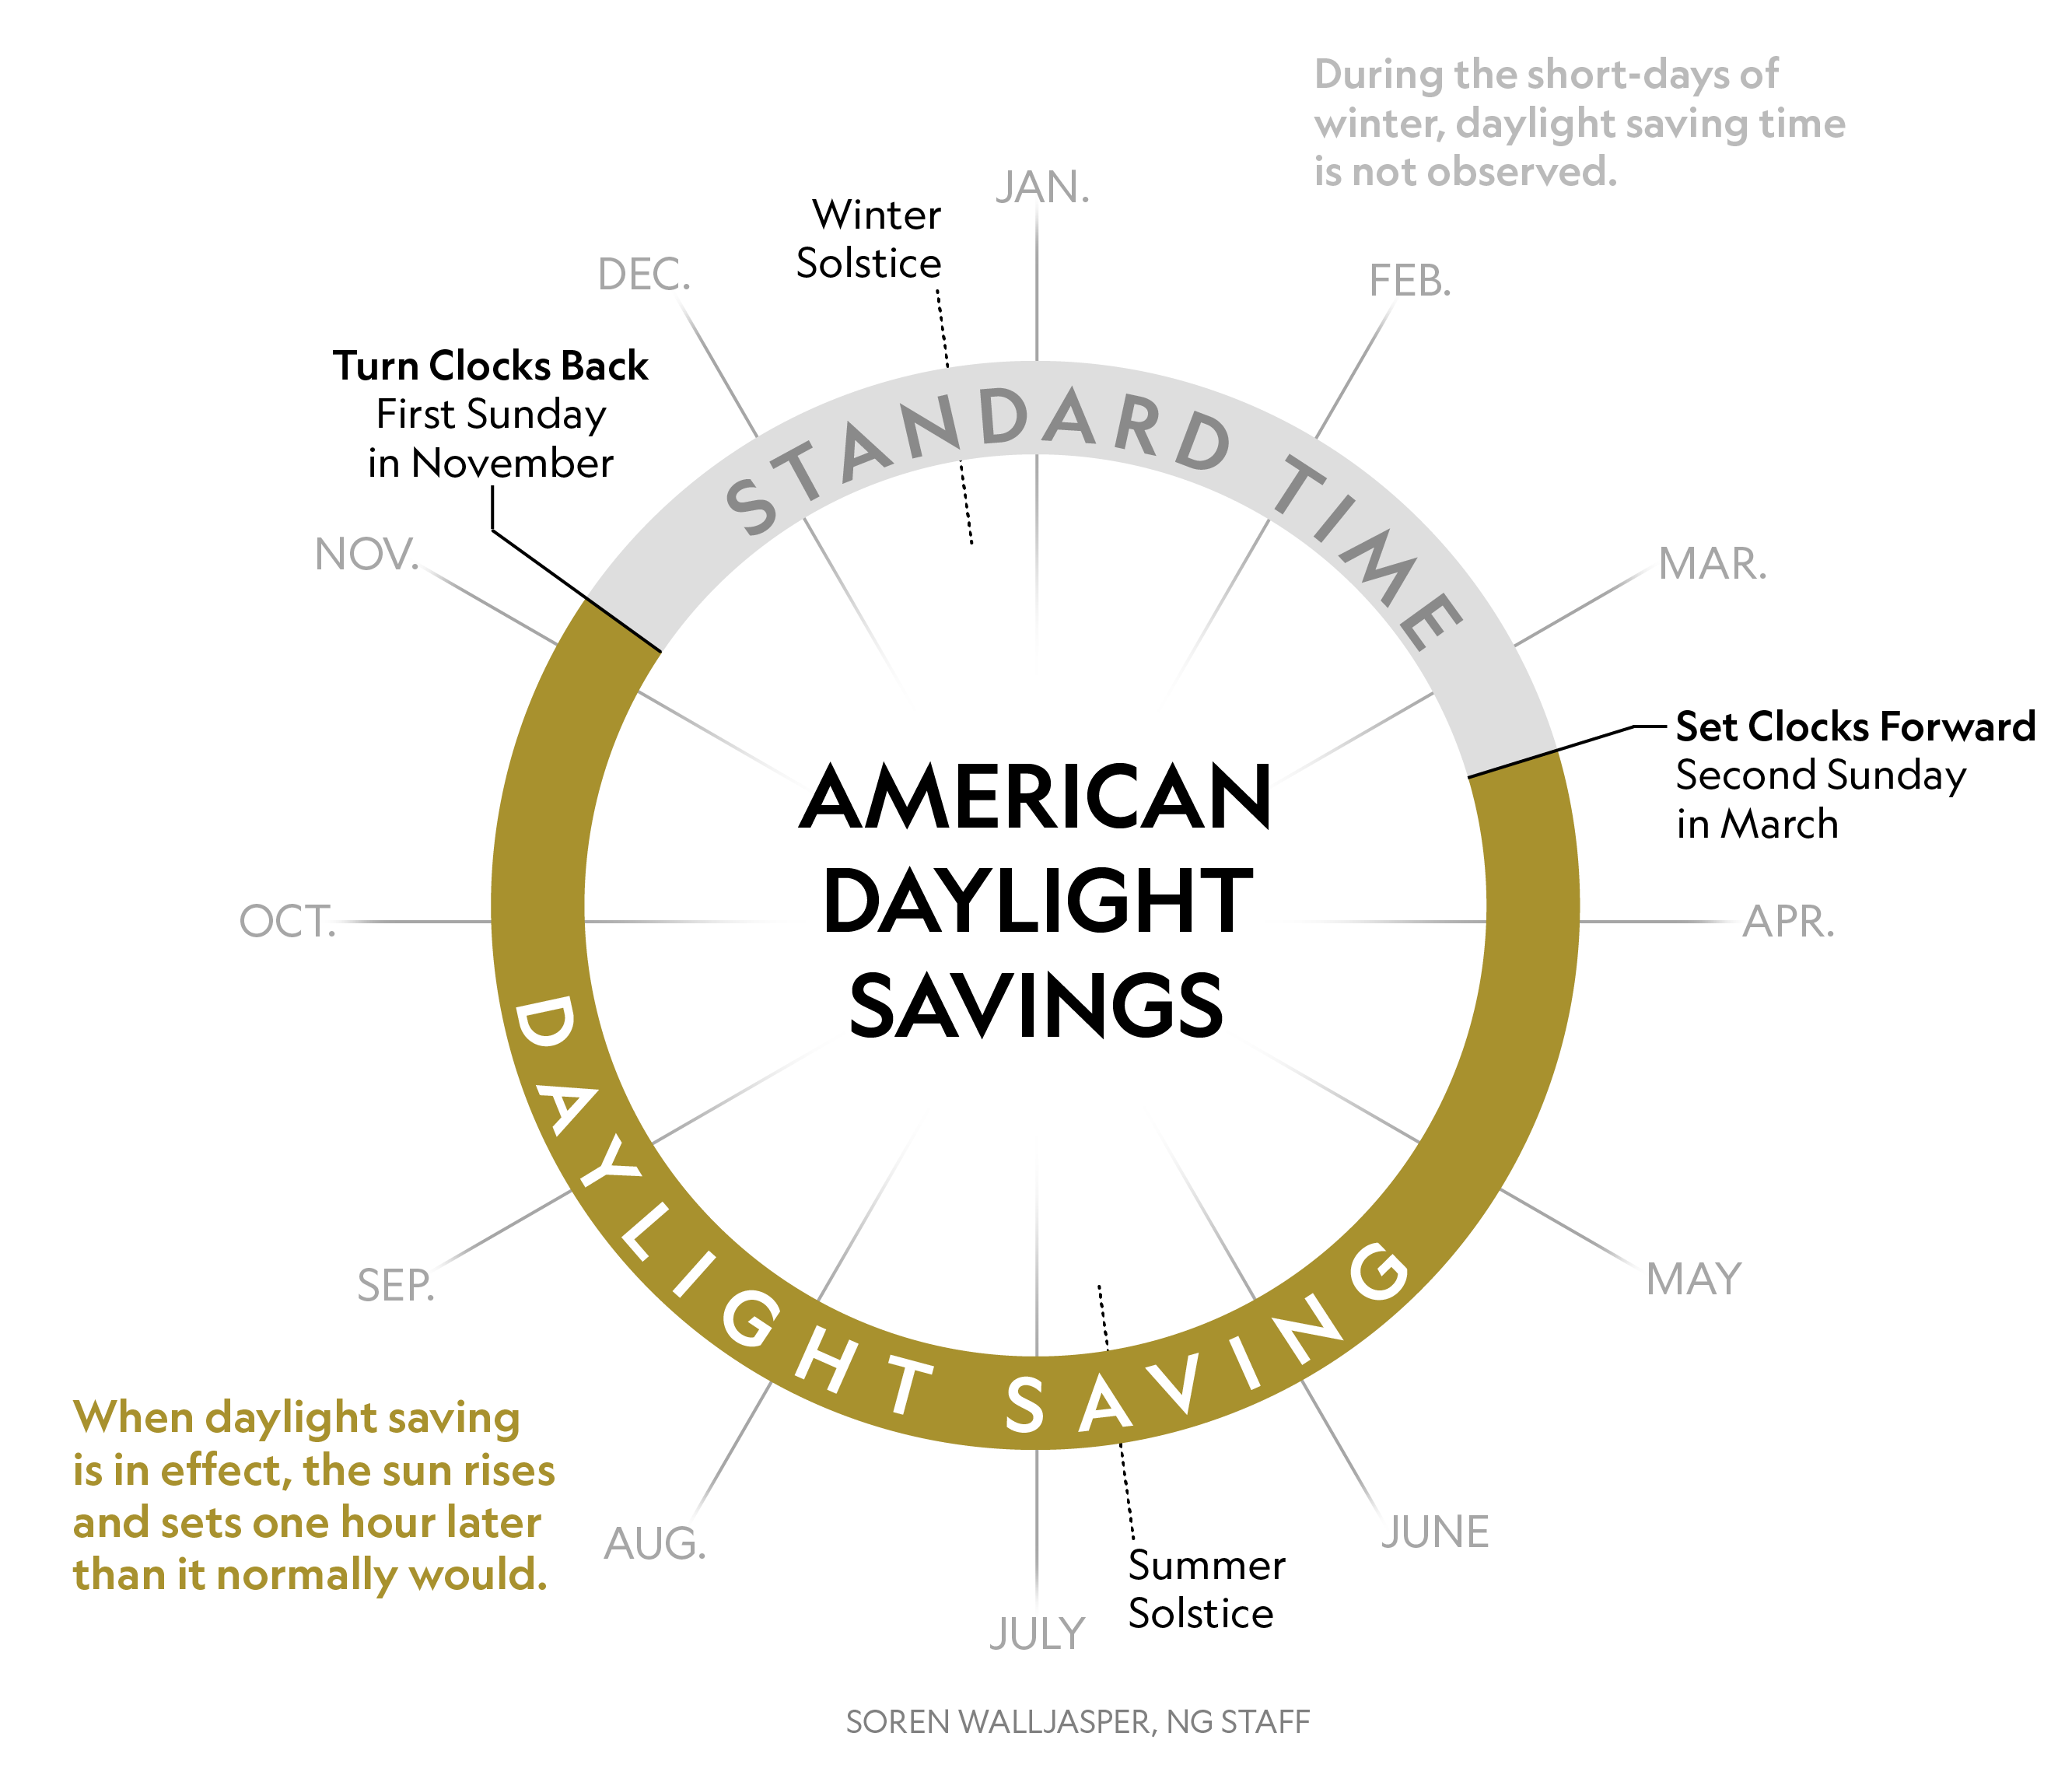 During the short-days of
winter, daylight saving time
is not observed.
JAN.
Winter
Solstice
DEC.
FEB.
Turn Clocks Back
First Sunday
in November
STANDARD TIME
NOV.
MAR.
Set Clocks Forward
Second Sunday
in March
AMERICAN
DAYLIGHT
SAVINGS
OCT.
APR.
DAYLIGHT SAVING
SEP.
MAY
When daylight saving
is in effect, the sun rises
and sets one hour later
than it normally would.
AUG.
JUNE
Summer
Solstice
JULY
SOREN WALLJASPER, NG STAFF